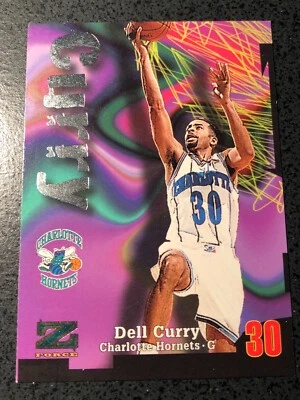 Curry
CHARLOTTE
30
CHARLOTTE
HORNETS
Z
FORCE
Dell Curry
Charlotte Hornets · G
30